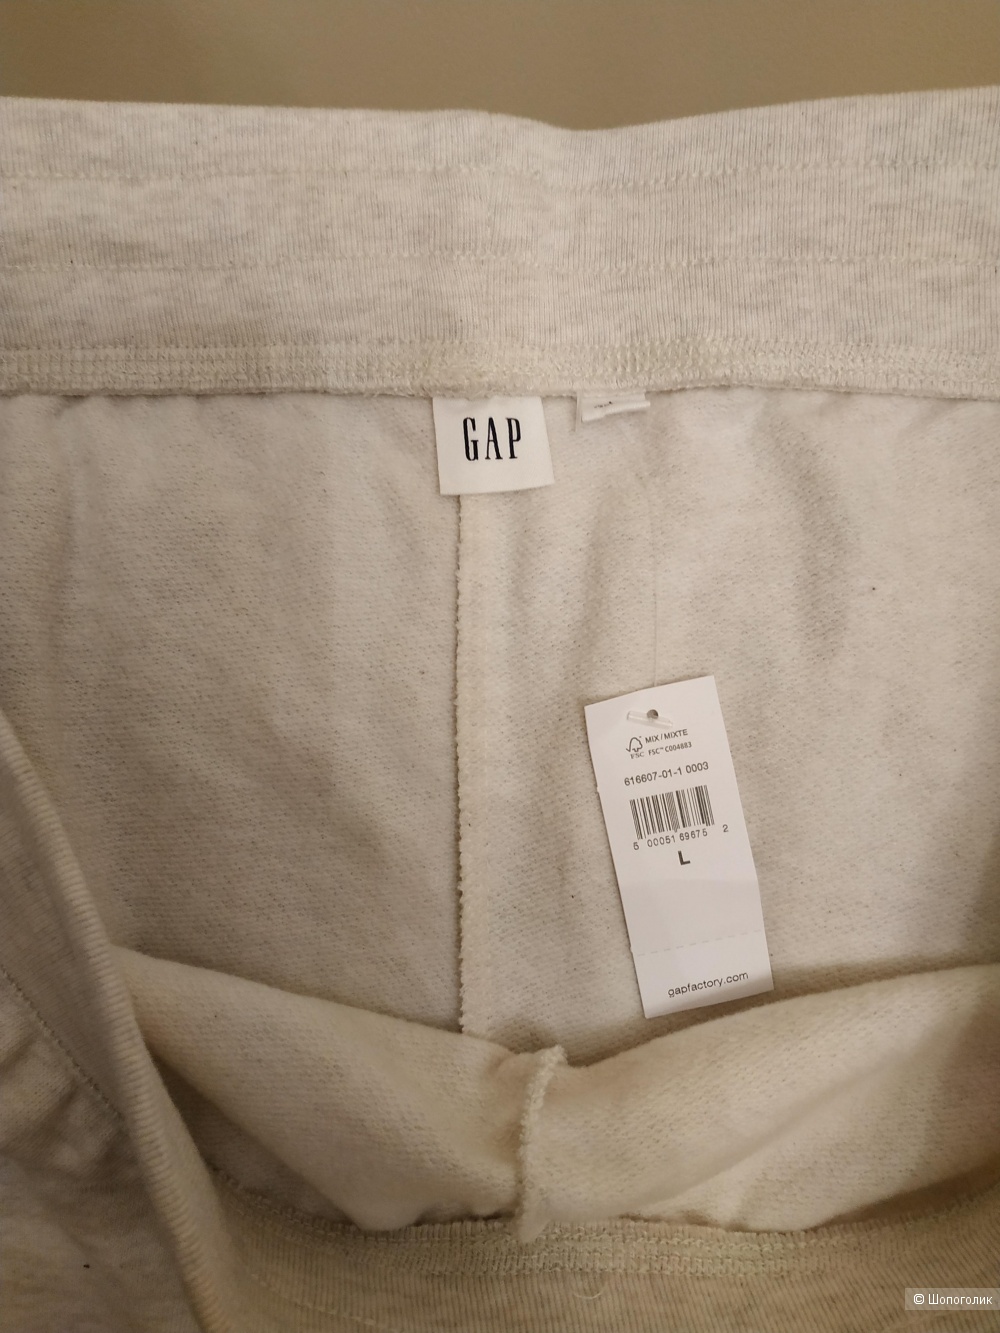 GAP
MIX / MIXTE
FSC
FSC™ C004883
616607-01-1 0003
5 00051 69675 2
L
gapfactory.com
© Шопоголик